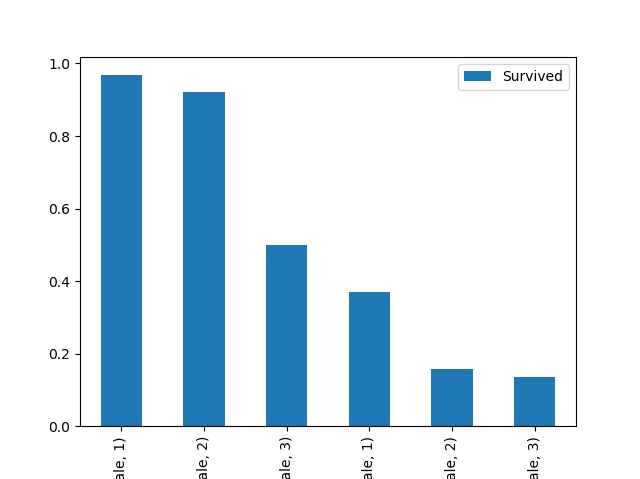 1.0
Survived
0.8
0.6
0.4
0.2
0.0
ale, 1)
ale, 2)
ale, 3)
ale, 1)
ale, 2)
ale, 3)